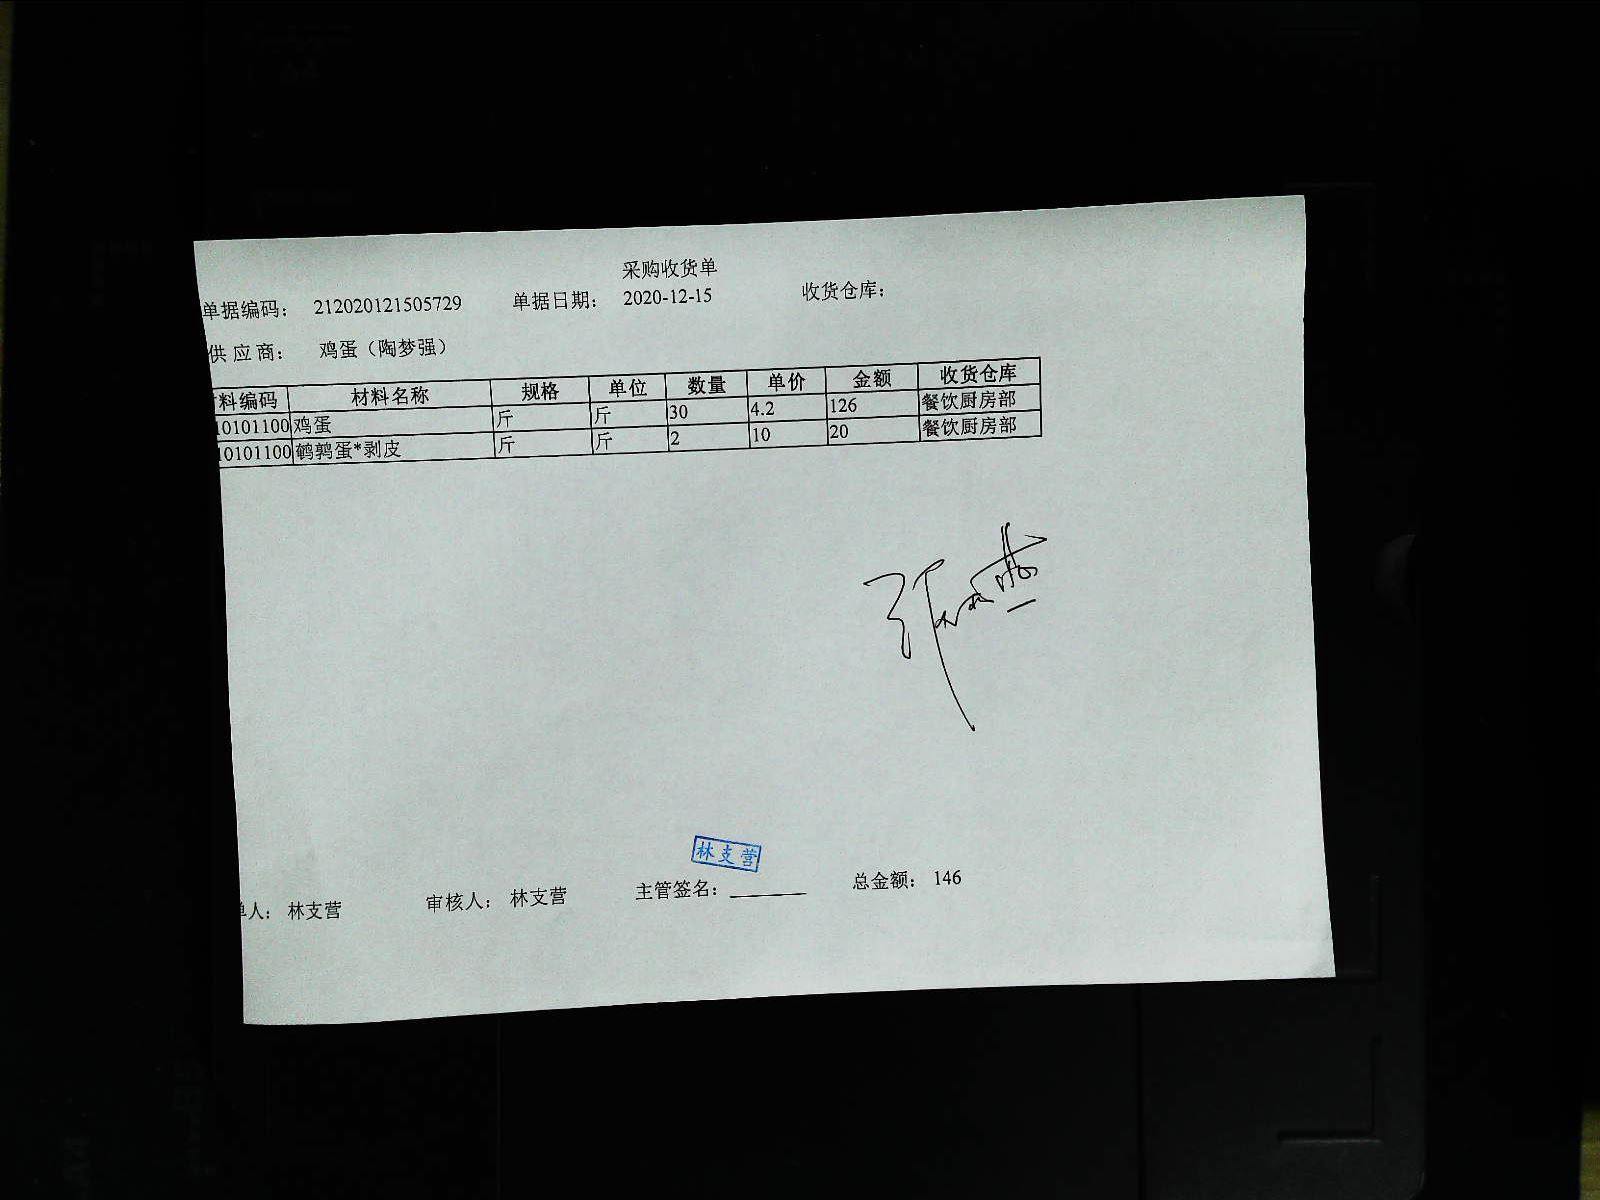 采购收货单
单据编码： 212020121505729 单据日期： 2020-12-15 收货仓库：
供 应 商： 鸡蛋（陶梦强）
料编码 材料名称 规格 单位 数量 单价 金额 收货仓库
10101100 鸡蛋 斤 斤 30 4.2 126 餐饮厨房部
10101100 鹌鹑蛋*剥皮 斤 斤 2 10 20 餐饮厨房部
林支营
单人： 林支营 审核人： 林支营 主管签名： 总金额： 146